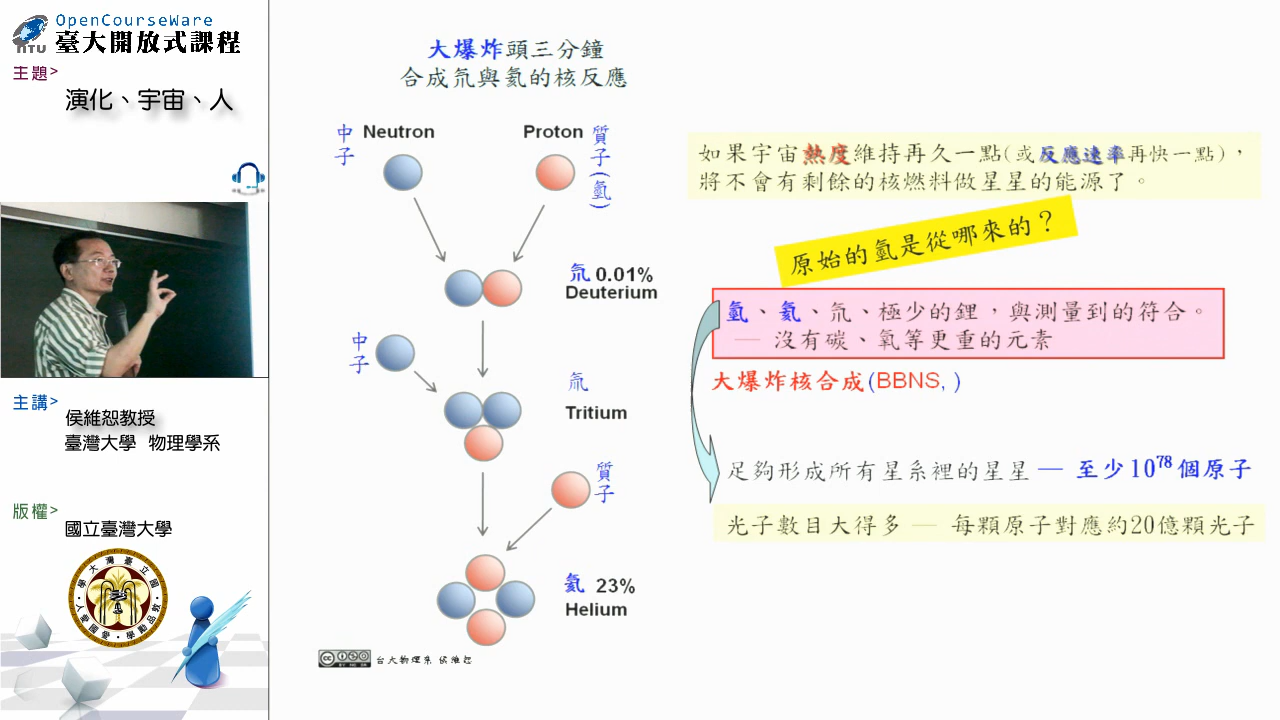 OpenCourseWare
NTU
臺大開放式課程
主題>
演化、宇宙、人
主講>
侯維恕教授
臺灣大學 物理學系
版權>
國立臺灣大學
大爆炸頭三分鐘
合成氘與氦的核反應
中子 Neutron
Proton 質子(氫)
氘 0.01%
Deuterium
中子
氚
Tritium
質子
氦 23%
Helium
台大物理系 侯維恕
如果宇宙熱度維持再久一點(或反應速率再快一點)，
將不會有剩餘的核燃料做星星的能源了。
原始的氫是從哪來的？
氫、氦、氘、極少的鋰，與測量到的符合。
— 沒有碳、氧等更重的元素
大爆炸核合成(BBNS, )
足夠形成所有星系裡的星星 — 至少10⁷⁸個原子
光子數目大得多 — 每顆原子對應約20億顆光子